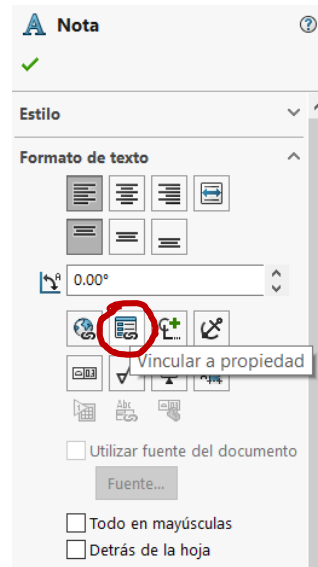 Nota
Estilo
Formato de texto
0.00°
Vincular a propiedad
Utilizar fuente del documento
Fuente...
Todo en mayúsculas
Detrás de la hoja